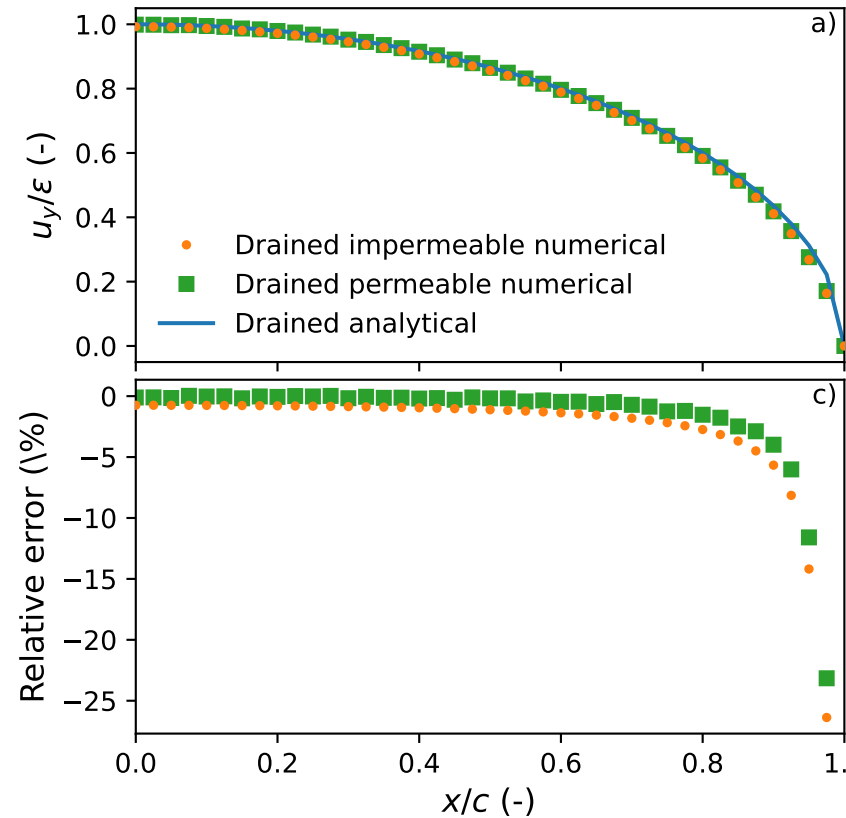 a)
1.0
0.8
0.6
0.4
0.2
0.0
u_y/ε (-)
Drained impermeable numerical
Drained permeable numerical
Drained analytical
c)
0
−5
−10
−15
−20
−25
Relative error (\%)
0.0 0.2 0.4 0.6 0.8 1.
x/c (-)